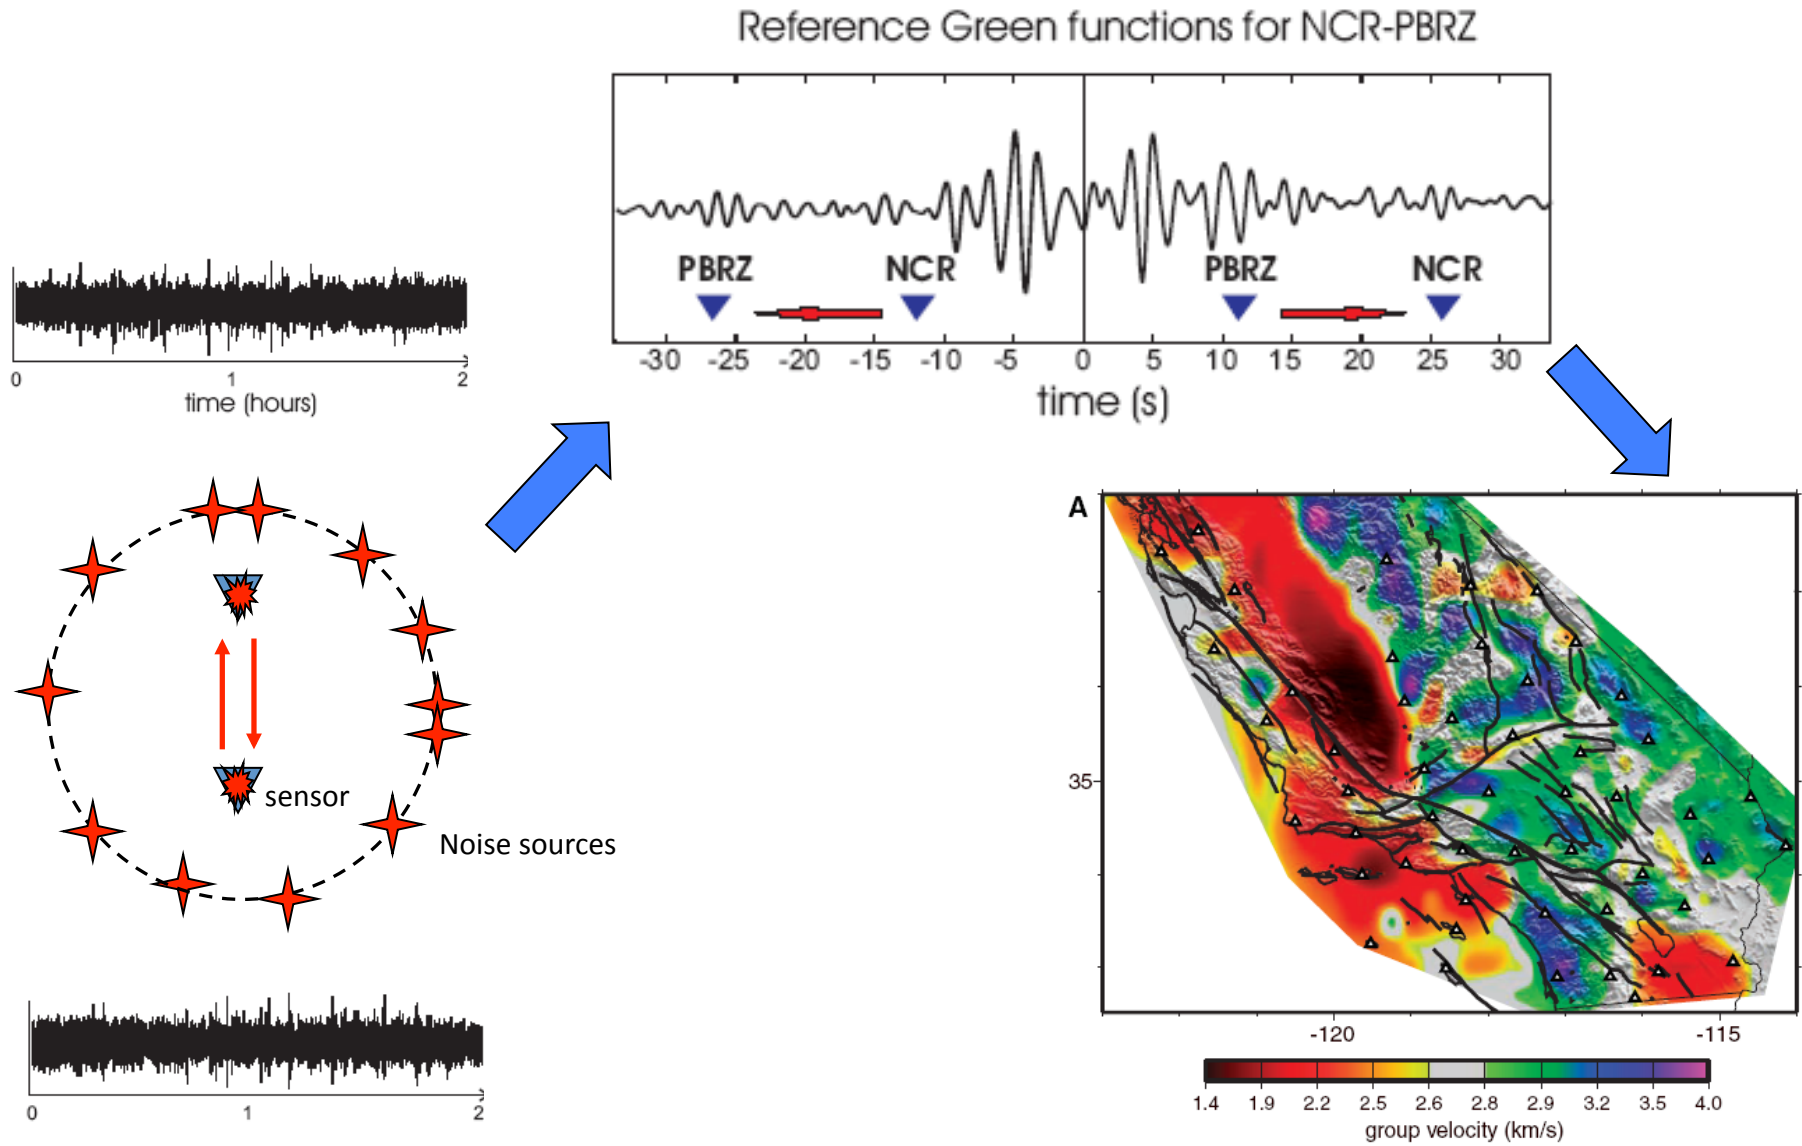 Reference Green functions for NCR-PBRZ
PBRZ NCR PBRZ NCR
-30 -25 -20 -15 -10 -5 0 5 10 15 20 25 30
time (s)
0 1 2
time (hours)
sensor
Noise sources
0 1 2
A
35
-120 -115
1.4 1.9 2.2 2.5 2.6 2.8 2.9 3.2 3.5 4.0
group velocity (km/s)